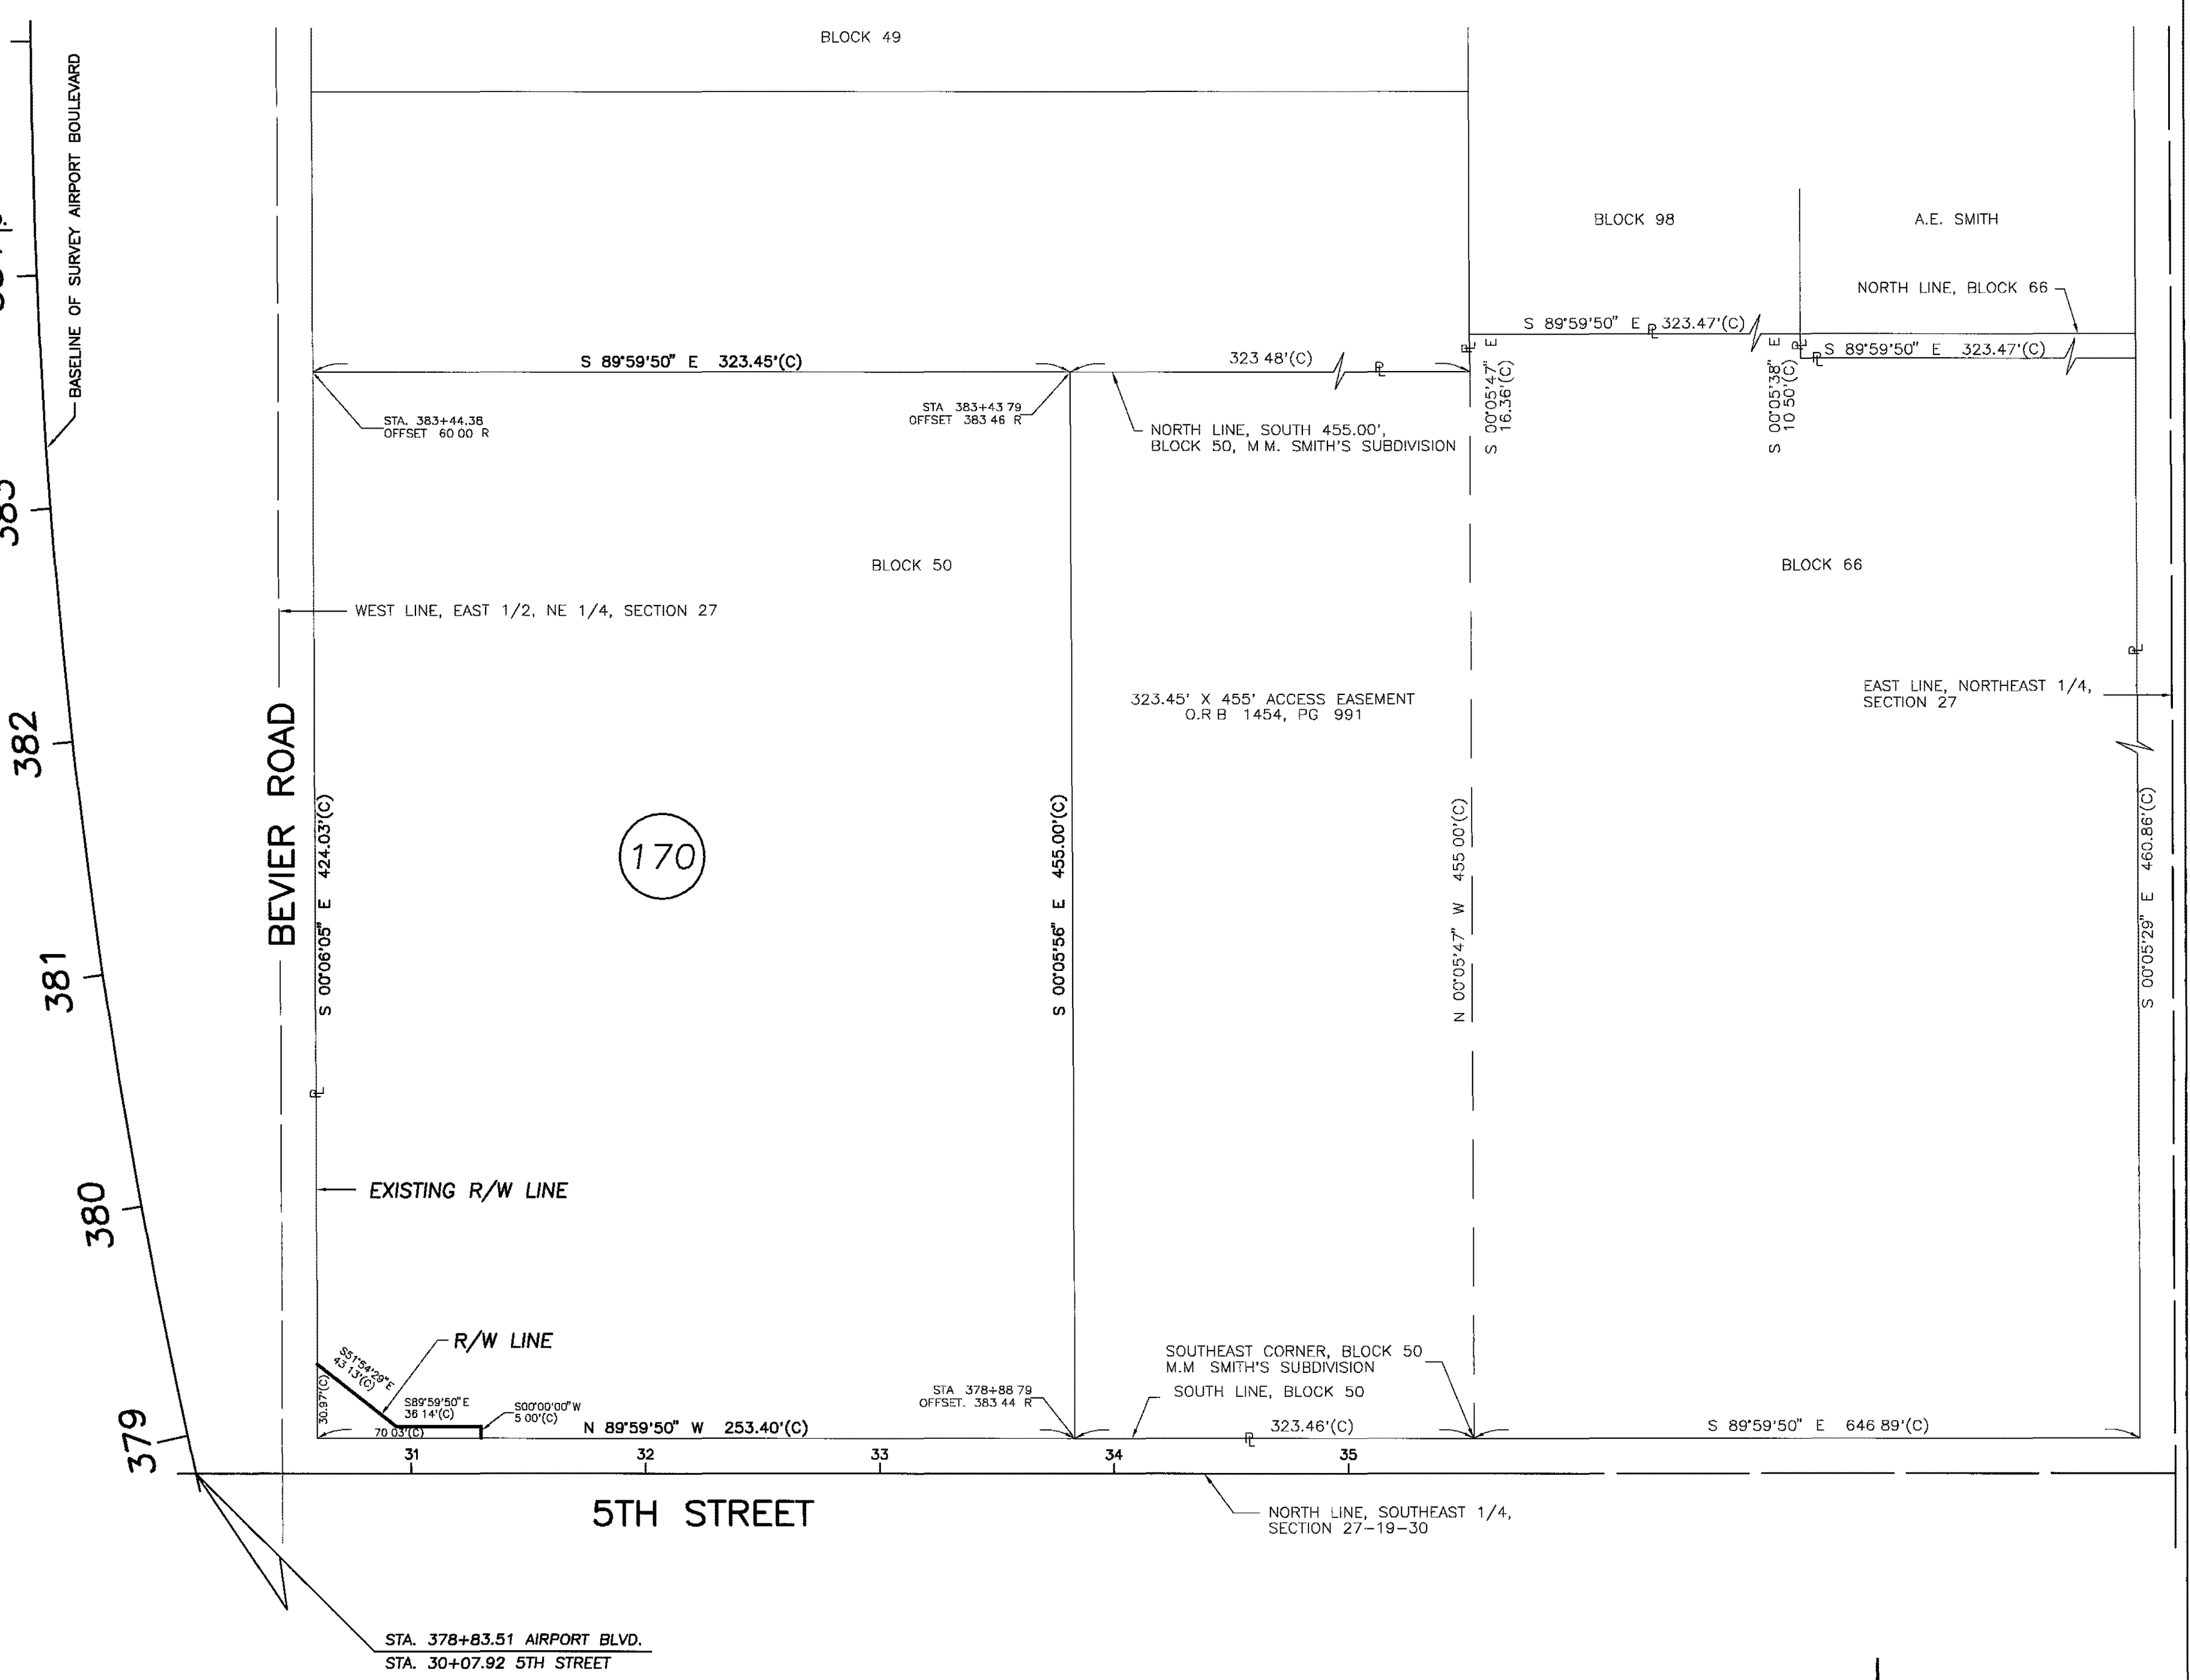 BLOCK 49
BASELINE OF SURVEY AIRPORT BOULEVARD
BLOCK 98
A.E. SMITH
NORTH LINE, BLOCK 66
S 89°59'50" E 323.47'(C)
S 89°59'50" E 323.47'(C)
S 89°59'50" E 323.45'(C)
323 48'(C)
S 00°05'47" E
16.36'(C)
S 00°05'38" E
10 50'(C)
STA. 383+44.38
OFFSET 60 00 R
STA 383+43 79
OFFSET 383 46 R
NORTH LINE, SOUTH 455.00',
BLOCK 50, M M. SMITH'S SUBDIVISION
383
BLOCK 50
BLOCK 66
WEST LINE, EAST 1/2, NE 1/4, SECTION 27
323.45' X 455' ACCESS EASEMENT
O.R B 1454, PG 991
EAST LINE, NORTHEAST 1/4,
SECTION 27
382
BEVIER ROAD
S 00°06'05" E 424.03'(C)
170
S 00°05'56" E 455.00'(C)
N 00°05'47" W 455 00'(C)
S 00°05'29" E 460.86'(C)
381
380
EXISTING R/W LINE
R/W LINE
S51°54'29"E
43 13'(C)
30.97'(C)
S89°59'50"E
36 14'(C)
S00°00'00"W
5 00'(C)
70 03'(C)
N 89°59'50" W 253.40'(C)
STA 378+88 79
OFFSET. 383 44 R
SOUTHEAST CORNER, BLOCK 50
M.M SMITH'S SUBDIVISION
SOUTH LINE, BLOCK 50
323.46'(C)
S 89°59'50" E 646 89'(C)
379
31 32 33 34 35
5TH STREET
NORTH LINE, SOUTHEAST 1/4,
SECTION 27-19-30
STA. 378+83.51 AIRPORT BLVD.
STA. 30+07.92 5TH STREET